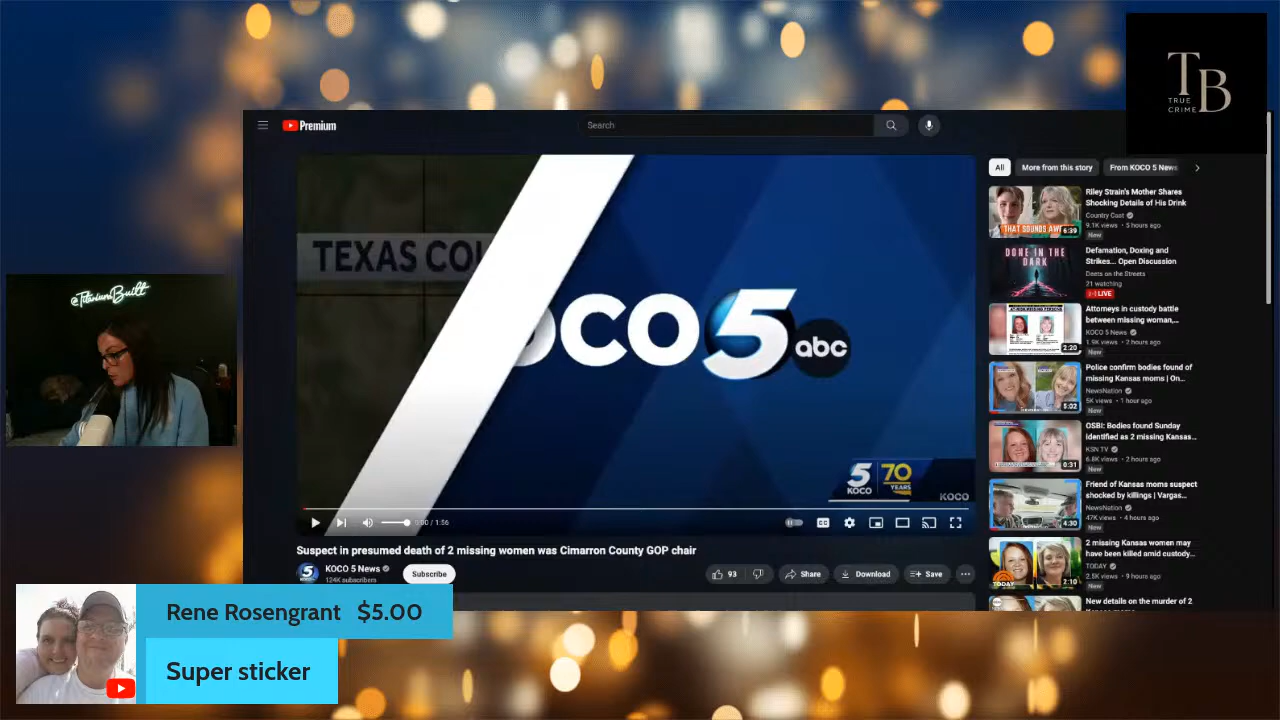 TB
TRUE
CRIME
Premium
Search
TEXAS COU
OCO 5 abc
5 70
KOCO YEARS
KOCO
0:00 / 1:56
CC
Suspect in presumed death of 2 missing women was Cimarron County GOP chair
KOCO 5 News
124K subscribers
Subscribe
93
Share
Download
Save
All
More from this story
From KOCO 5 News
THAT SOUNDS AW
6:39
Riley Strain's Mother Shares
Shocking Details of His Drink
Country Cast
9.1K views • 5 hours ago
New
DONE IN THE
DARK
Defamation, Doxing and
Strikes... Open Discussion
Deets on the Streets
21 watching
LIVE
2:20
Attorneys in custody battle
between missing woman,...
KOCO 5 News
1.9K views • 2 hours ago
New
5:02
Police confirm bodies found of
missing Kansas moms | On...
NewsNation
5K views • 1 hour ago
New
0:31
OSBI: Bodies found Sunday
identified as 2 missing Kansas...
KSN TV
6.8K views • 2 hours ago
New
4:30
Friend of Kansas moms suspect
shocked by killings | Vargas...
NewsNation
47K views • 4 hours ago
New
TODAY
2:10
2 missing Kansas women may
have been killed amid custody...
TODAY
2.5K views • 9 hours ago
New
New details on the murder of 2
@TitaniumBuilt
Rene Rosengrant $5.00
Super sticker